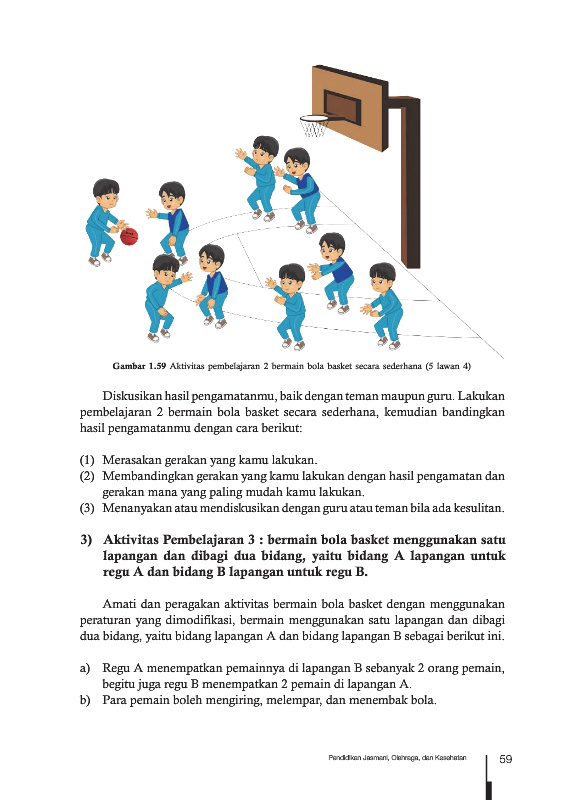 Gambar 1.59 Aktivitas pembelajaran 2 bermain bola basket secara sederhana (5 lawan 4)
Diskusikan hasil pengamatanmu, baik dengan teman maupun guru. Lakukan
pembelajaran 2 bermain bola basket secara sederhana, kemudian bandingkan
hasil pengamatanmu dengan cara berikut:
(1) Merasakan gerakan yang kamu lakukan.
(2) Membandingkan gerakan yang kamu lakukan dengan hasil pengamatan dan
gerakan mana yang paling mudah kamu lakukan.
(3) Menanyakan atau mendiskusikan dengan guru atau teman bila ada kesulitan.
3) Aktivitas Pembelajaran 3 : bermain bola basket menggunakan satu
lapangan dan dibagi dua bidang, yaitu bidang A lapangan untuk
regu A dan bidang B lapangan untuk regu B.
Amati dan peragakan aktivitas bermain bola basket dengan menggunakan
peraturan yang dimodifikasi, bermain menggunakan satu lapangan dan dibagi
dua bidang, yaitu bidang lapangan A dan bidang lapangan B sebagai berikut ini.
a) Regu A menempatkan pemainnya di lapangan B sebanyak 2 orang pemain,
begitu juga regu B menempatkan 2 pemain di lapangan A.
b) Para pemain boleh mengiring, melempar, dan menembak bola.
Pendidikan Jasmani, Olahraga, dan Kesehatan 59